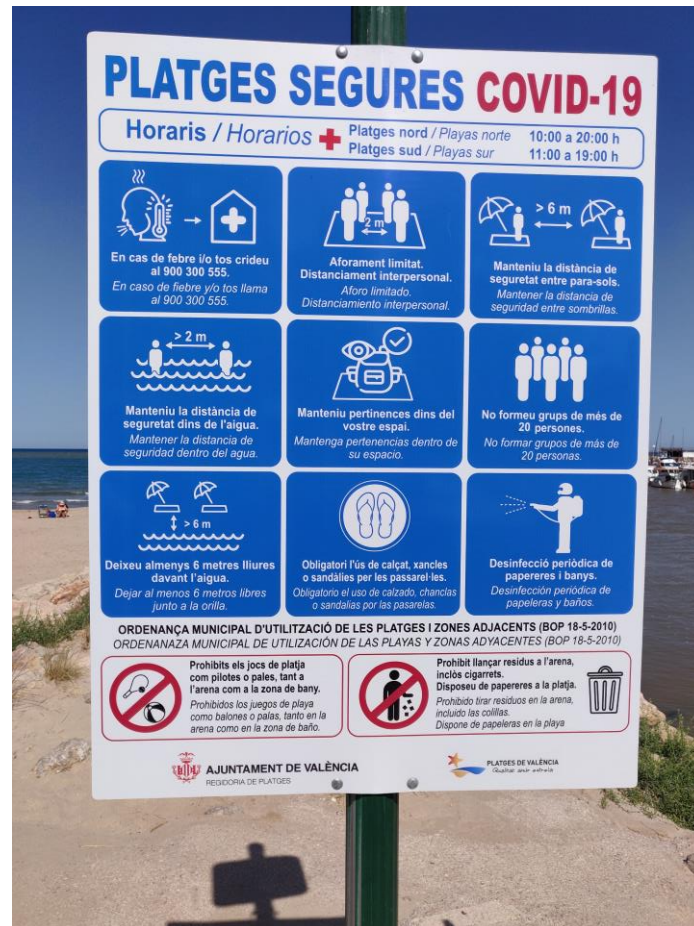 PLATGES SEGURES COVID-19
Horaris / Horarios
Platges nord / Playas norte 10:00 a 20:00 h
Platges sud / Playas sur 11:00 a 19:00 h
En cas de febre i/o tos crideu
al 900 300 555.
En caso de fiebre y/o tos llama
al 900 300 555.
2 m
Aforament limitat.
Distanciament interpersonal.
Aforo limitado.
Distanciamiento interpersonal.
> 6 m
Manteniu la distància de
seguretat entre para-sols.
Mantener la distancia de
seguridad entre sombrillas.
> 2 m
Manteniu la distància de
seguretat dins de l'aigua.
Mantener la distancia de
seguridad dentro del agua.
Manteniu pertinences dins del
vostre espai.
Mantenga pertenencias dentro de
su espacio.
No formeu grups de més de
20 persones.
No formar grupos de más de
20 personas.
> 6 m
Deixeu almenys 6 metres lliures
davant l'aigua.
Dejar al menos 6 metros libres
junto a la orilla.
Obligatori l'ús de calçat, xancles
o sandàlies per les passarel·les.
Obligatorio el uso de calzado, chanclas
o sandalias por las pasarelas.
Desinfecció periòdica de
papereres i banys.
Desinfección periódica de
papeleras y baños.
ORDENANÇA MUNICIPAL D'UTILITZACIÓ DE LES PLATGES I ZONES ADJACENTS (BOP 18-5-2010)
ORDENANAZA MUNICIPAL DE UTILIZACIÓN DE LAS PLAYAS Y ZONAS ADYACENTES (BOP 18-5-2010)
Prohibits els jocs de platja
com pilotes o pales, tant a
l'arena com a la zona de bany.
Prohibidos los juegos de playa
como balones o palas, tanto en la
arena como en la zona de baño.
Prohibit llançar residus a l'arena,
inclòs cigarrets.
Disposeu de papereres a la platja.
Prohibido tirar residuos en la arena,
incluido las colillas.
Dispone de papeleras en la playa
AJUNTAMENT DE VALÈNCIA
REGIDORIA DE PLATGES
PLATGES DE VALÈNCIA